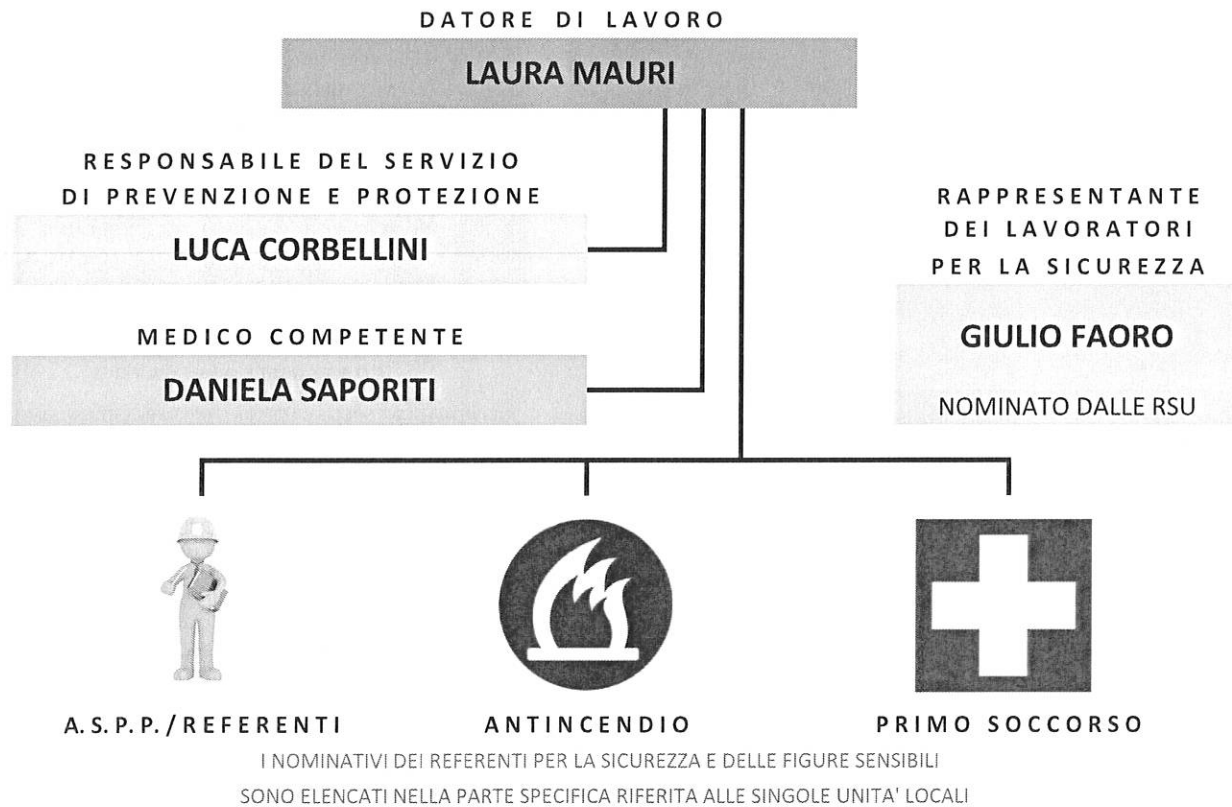 DATORE DI LAVORO
LAURA MAURI
RESPONSABILE DEL SERVIZIO
DI PREVENZIONE E PROTEZIONE
LUCA CORBELLINI
MEDICO COMPETENTE
DANIELA SAPORITI
RAPPRESENTANTE
DEI LAVORATORI
PER LA SICUREZZA
GIULIO FAORO
NOMINATO DALLE RSU
A.S.P.P./REFERENTI
ANTINCENDIO
PRIMO SOCCORSO
I NOMINATIVI DEI REFERENTI PER LA SICUREZZA E DELLE FIGURE SENSIBILI
SONO ELENCATI NELLA PARTE SPECIFICA RIFERITA ALLE SINGOLE UNITA' LOCALI